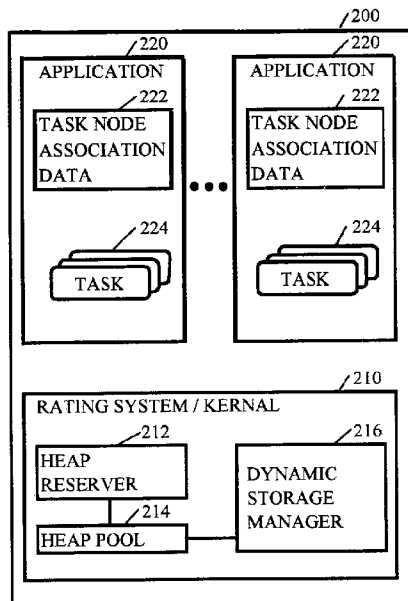 200
220
220
APPLICATION
APPLICATION
222
222
TASK NODE
ASSOCIATION
DATA
TASK NODE
ASSOCIATION
DATA
224
224
TASK
TASK
210
RATING SYSTEM / KERNAL
212
216
HEAP
RESERVER
DYNAMIC
STORAGE
MANAGER
214
HEAP POOL